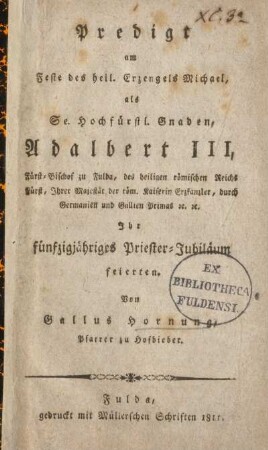 XC. 32
Predigt
am
Feste des heil. Erzengels Michael,
als
Se. Hochfürstl. Gnaden,
Adalbert III,
Fürst-Bischof zu Fulda, des heiligen römischen Reichs
Fürst, Ihrer Majestät der röm. Kaiserin Erzkanzler, durch
Germanien und Gallien Primas ꝛc. ꝛc.
Ihr
fünfzigjähriges Priester-Jubiläum
feierten.
Von
Gallus Hornung,
Pfarrer zu Hofbieber.
EX
BIBLIOTHECA
FULDENSI.
Fulda,
gedruckt mit Müllerschen Schriften 1811.